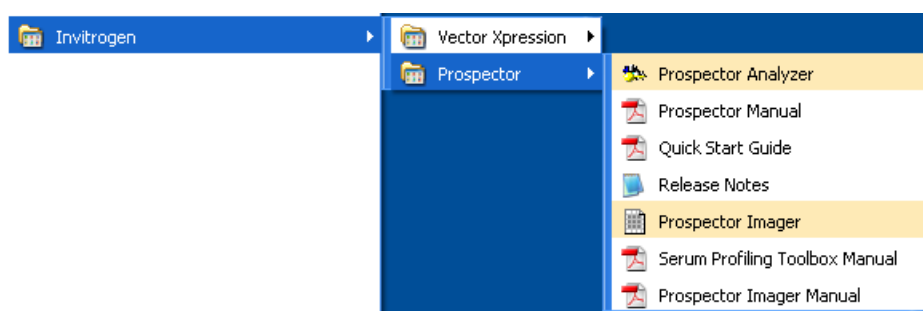 Invitrogen
Vector Xpression
Prospector
Prospector Analyzer
Prospector Manual
Quick Start Guide
Release Notes
Prospector Imager
Serum Profiling Toolbox Manual
Prospector Imager Manual